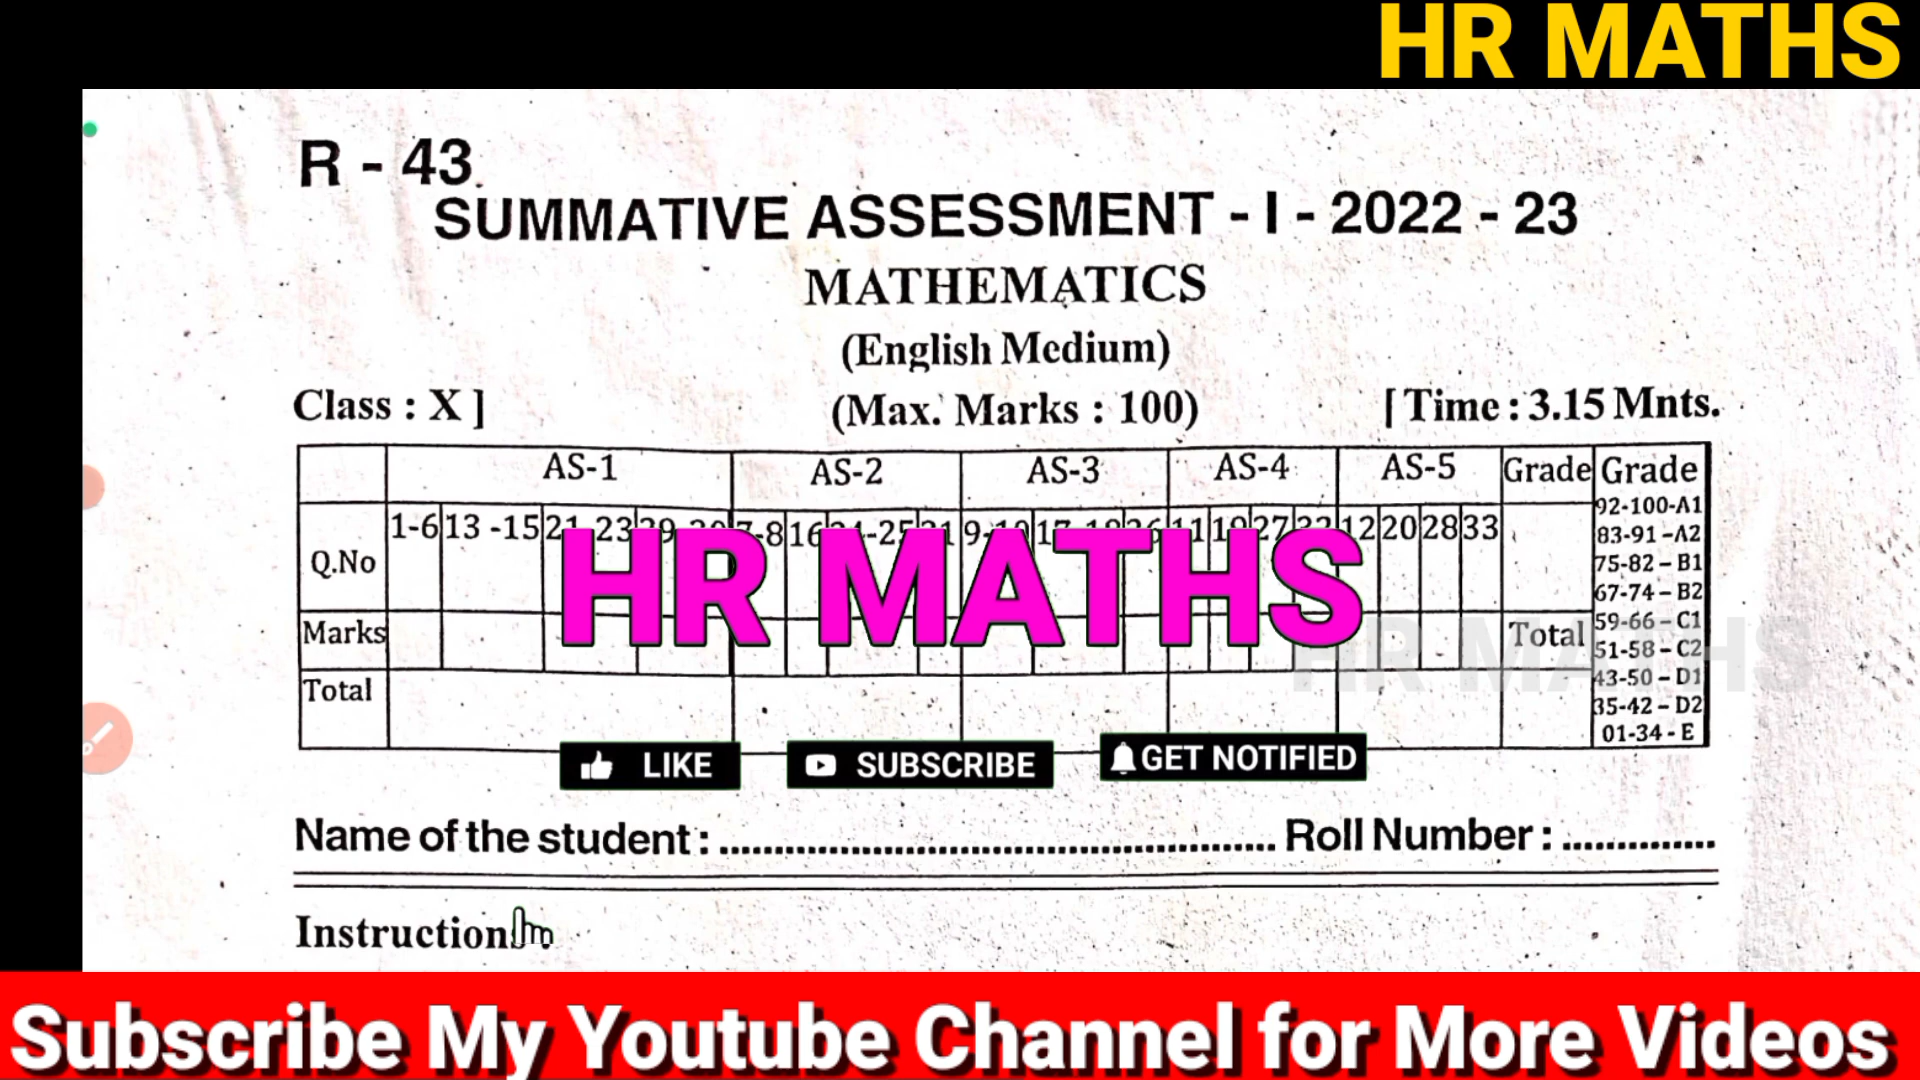 HR MATHS
R - 43
SUMMATIVE ASSESSMENT - I - 2022 - 23
MATHEMATICS
(English Medium)
Class : X ]
(Max. Marks : 100)
[ Time : 3.15 Mnts.
AS-1 AS-2 AS-3 AS-4 AS-5 Grade Grade
Q.No 1-6 13 -15 7-8 16 12 20 28 33
92-100-A1
83-91 -A2
75-82 – B1
67-74 – B2
59-66 – C1
51-58 – C2
43-50 – D1
35-42 – D2
01-34 - E
HR MATHS
Marks
Total
HR MATHS
Total
LIKE
SUBSCRIBE
GET NOTIFIED
Name of the student : ................................................... Roll Number : ..............
Instruction
Subscribe My Youtube Channel for More Videos